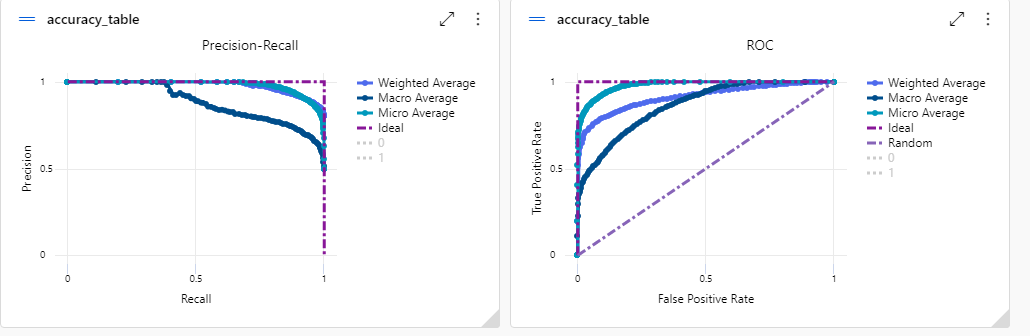 accuracy_table
Precision-Recall
1
0.5
0
Precision
0
0.5
1
Recall
Weighted Average
Macro Average
Micro Average
Ideal
0
1
accuracy_table
ROC
1
0.5
0
True Positive Rate
0
0.5
1
False Positive Rate
Weighted Average
Macro Average
Micro Average
Ideal
Random
0
1